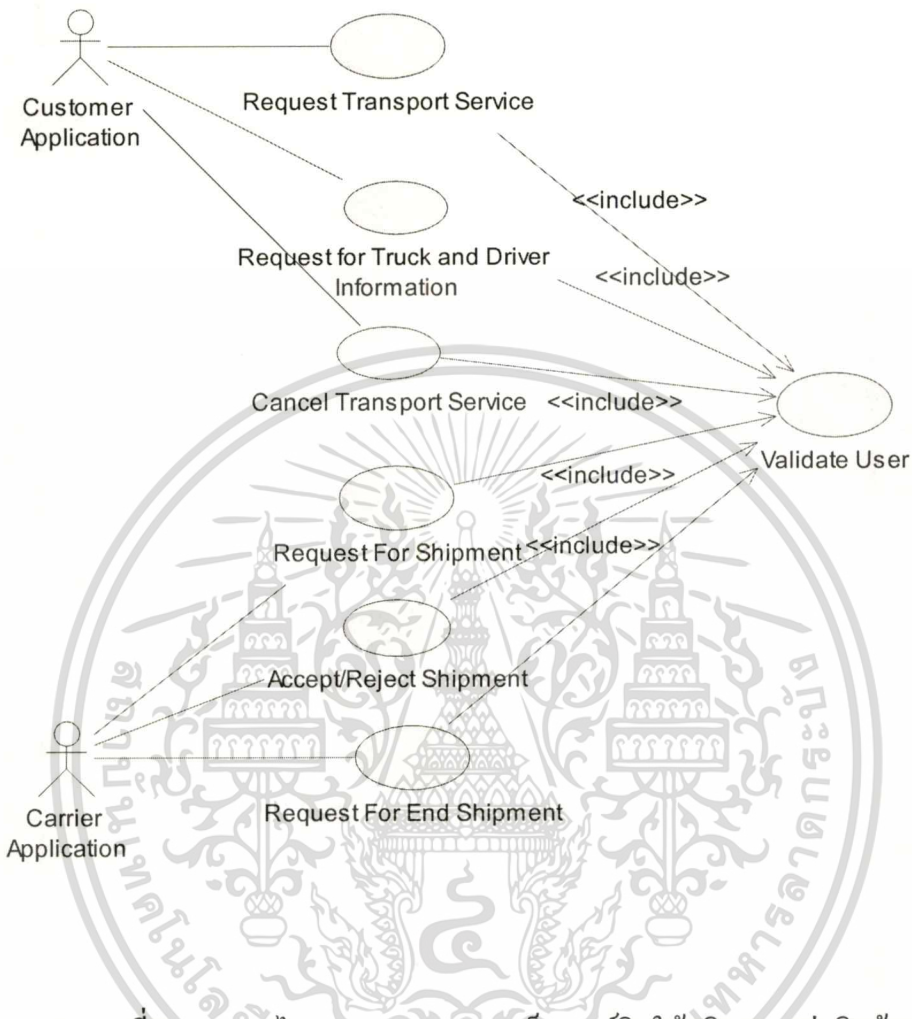 Customer
Application
Request Transport Service
<<include>>
Request for Truck and Driver
Information
<<include>>
Cancel Transport Service
<<include>>
Validate User
<<include>>
Request For Shipment
<<include>>
Accept/Reject Shipment
Carrier
Application
Request For End Shipment